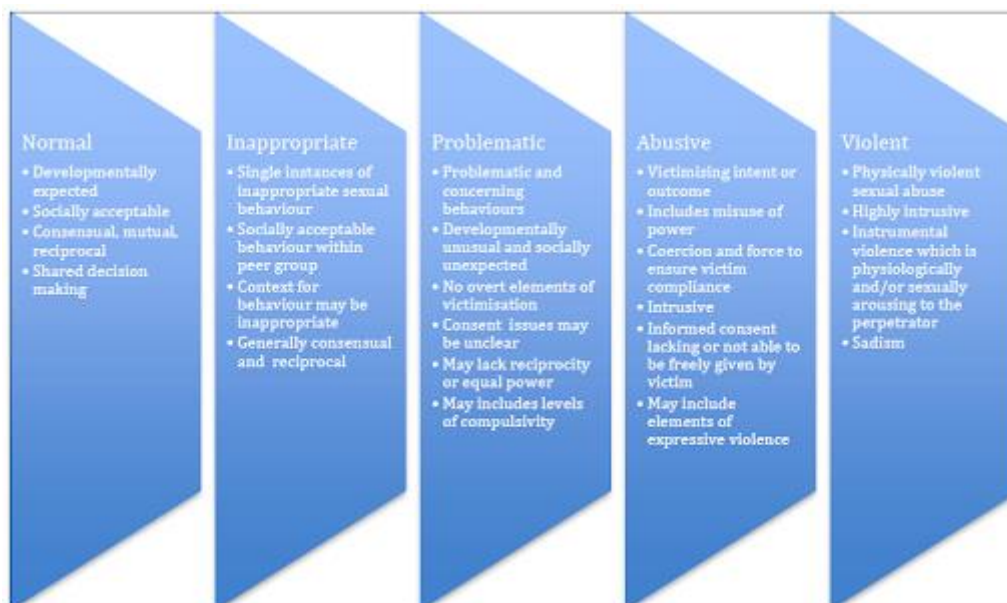 Normal
• Developmentally
expected
• Socially acceptable
• Consensual, mutual,
reciprocal
• Shared decision
making
Inappropriate
• Single instances of
inappropriate sexual
behaviour
• Socially acceptable
behaviour within
peer group
• Context for
behaviour may be
inappropriate
• Generally consensual
and reciprocal
Problematic
• Problematic and
concerning
behaviours
• Developmentally
unusual and socially
unexpected
• No overt elements of
victimisation
• Consent issues may
be unclear
• May lack reciprocity
or equal power
• May includes levels
of compulsivity
Abusive
• Victimizing intent or
outcome
• Includes misuse of
power
• Coercion and force to
ensure victim
compliance
• Intrusive
• Informed consent
lacking or not able to
be freely given by
victim
• May include
elements of
expressive violence
Violent
• Physically violent
sexual abuse
• Highly intrusive
• Instrumental
violence which is
physiologically
and/or sexually
arousing to the
perpetrator
• Sadism